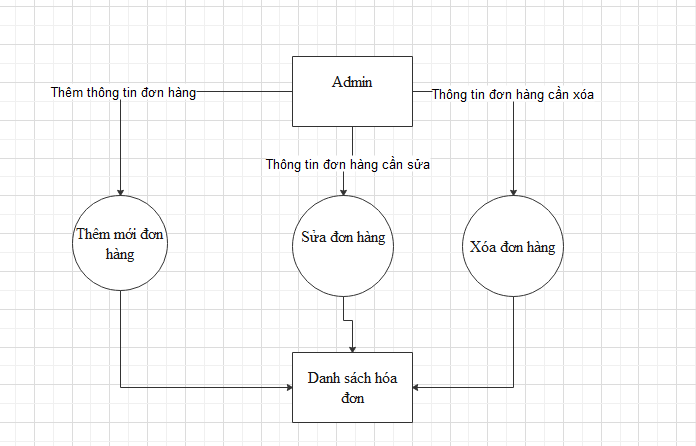 Admin
Thêm thông tin đơn hàng
Thông tin đơn hàng cần xóa
Thông tin đơn hàng cần sửa
Thêm mới đơn
hàng
Sửa đơn hàng
Xóa đơn hàng
Danh sách hóa
đơn